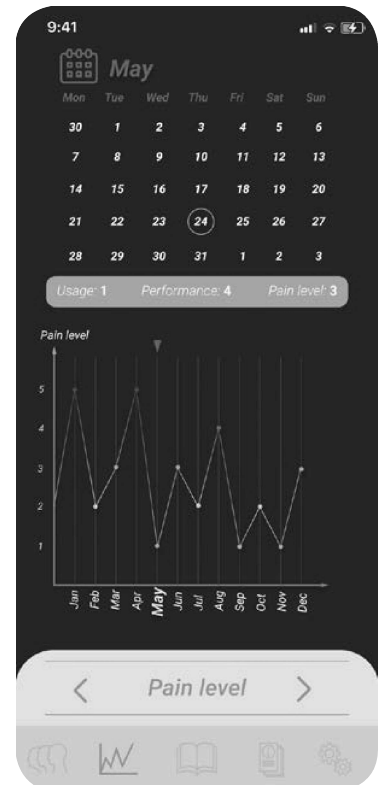 9:41
May
Mon Tue Wed Thu Fri Sat Sun
30 1 2 3 4 5 6
7 8 9 10 11 12 13
14 15 16 17 18 19 20
21 22 23 24 25 26 27
28 29 30 31 1 2 3
Usage: 1 Performance: 4 Pain level: 3
Pain level
5
4
3
2
1
Jan Feb Mar Apr May Jun Jul Aug Sep Oct Nov Dec
Pain level